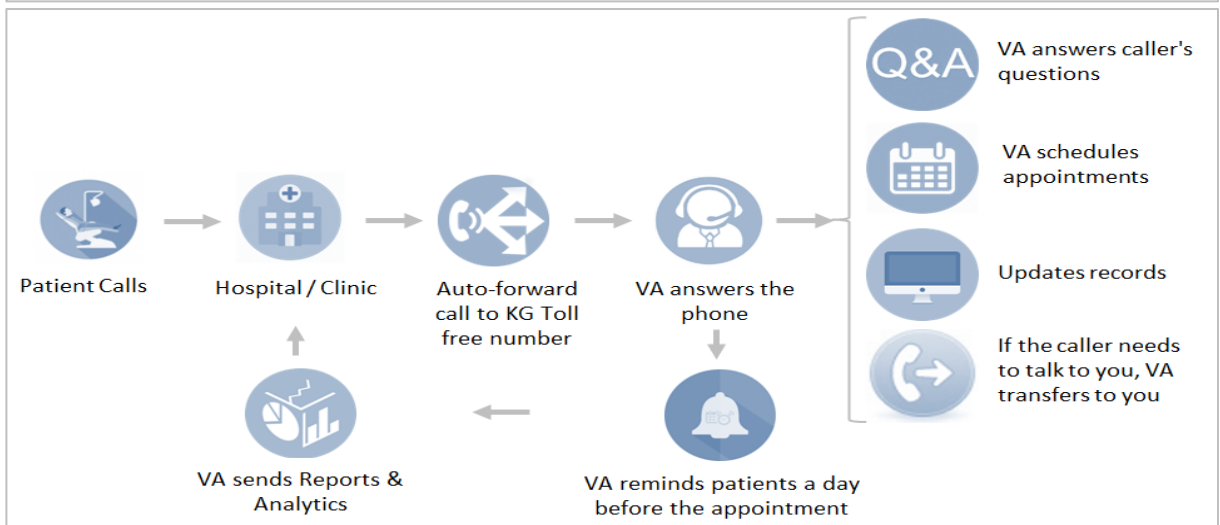 Patient Calls
Hospital / Clinic
Auto-forward
call to KG Toll
free number
VA answers the
phone
Q&A
VA answers caller's
questions
VA schedules
appointments
Updates records
If the caller needs
to talk to you, VA
transfers to you
VA reminds patients a day
before the appointment
VA sends Reports &
Analytics